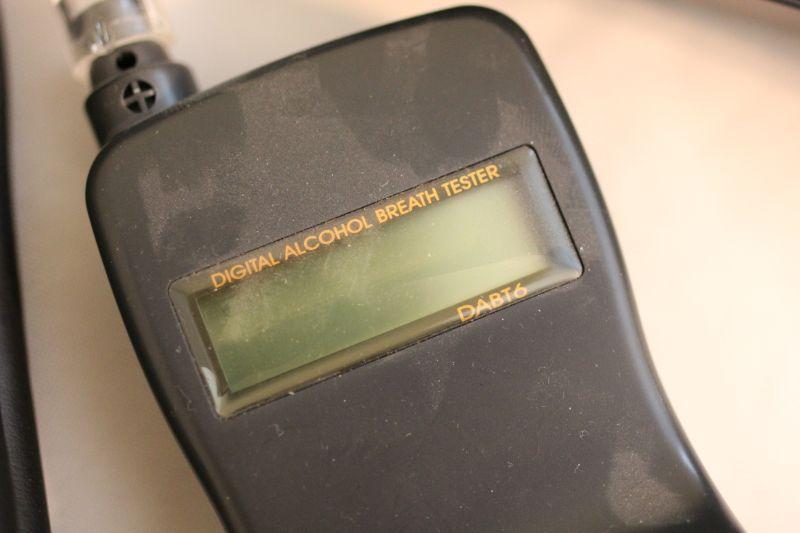 DIGITAL ALCOHOL BREATH TESTER
DABT6